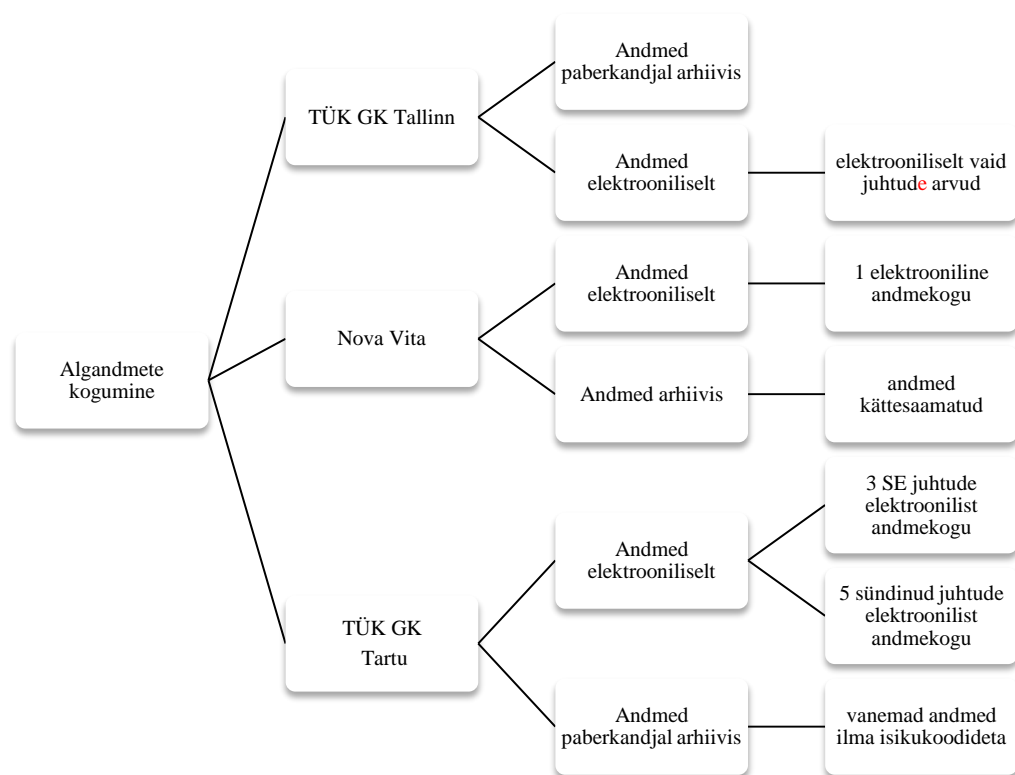 Algandmete
kogumine
TÜK GK Tallinn
Andmed
paberkandjal arhiivis
Andmed
elektrooniliselt
elektrooniliselt vaid
juhtude arvud
Nova Vita
Andmed
elektrooniliselt
1 elektrooniline
andmekogu
Andmed arhiivis
andmed
kättesaamatud
TÜK GK
Tartu
Andmed
elektrooniliselt
3 SE juhtude
elektroonilist
andmekogu
5 sündinud juhtude
elektroonilist
andmekogu
Andmed
paberkandjal arhiivis
vanemad andmed
ilma isikukoodideta